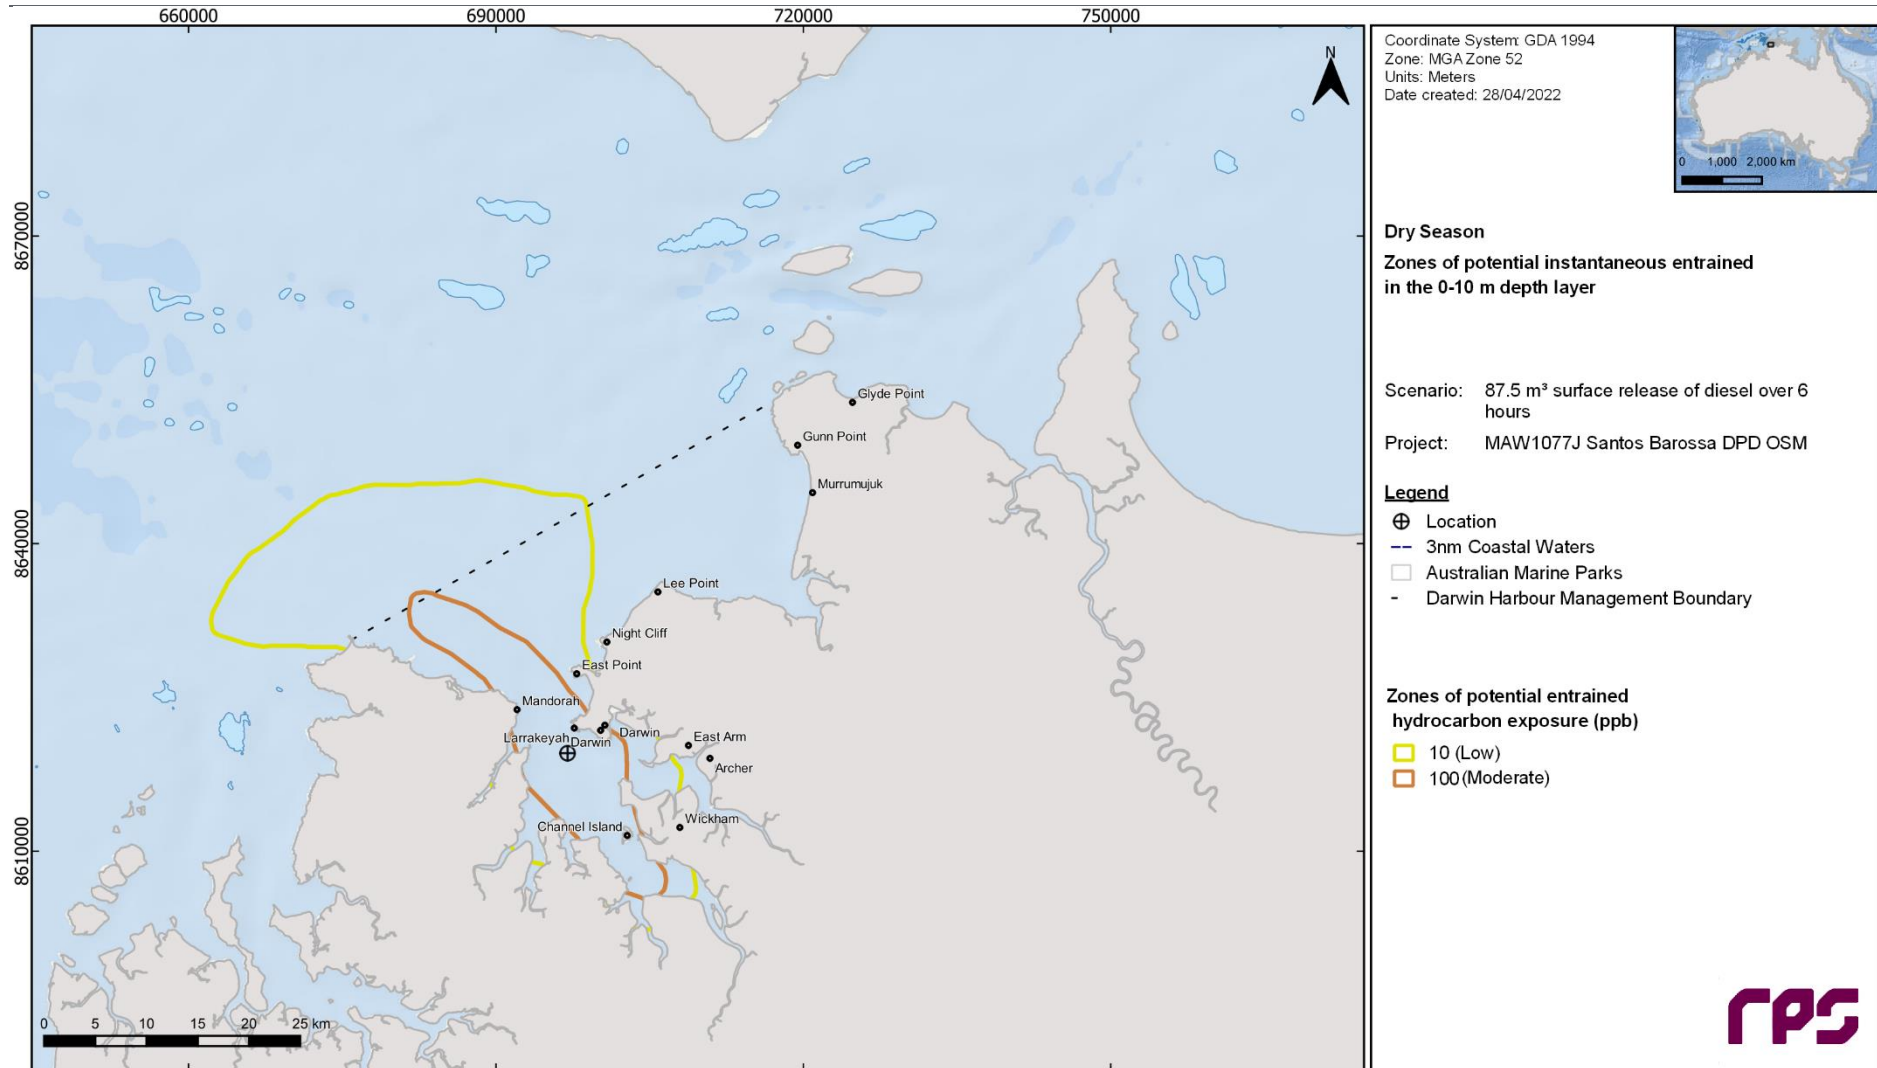 660000
690000
720000
750000
8670000
8640000
8610000
N
Glyde Point
Gunn Point
Murrumujuk
Lee Point
Night Cliff
East Point
Mandorah
Larrakeyah
Darwin
Darwin
East Arm
Archer
Channel Island
Wickham
0 5 10 15 20 25 km
Coordinate System: GDA 1994
Zone: MGA Zone 52
Units: Meters
Date created: 28/04/2022
0 1,000 2,000 km
Dry Season
Zones of potential instantaneous entrained
in the 0-10 m depth layer
Scenario: 87.5 m³ surface release of diesel over 6
hours
Project: MAW1077J Santos Barossa DPD OSM
Legend
Location
3nm Coastal Waters
Australian Marine Parks
Darwin Harbour Management Boundary
Zones of potential entrained
hydrocarbon exposure (ppb)
10 (Low)
100 (Moderate)
rps